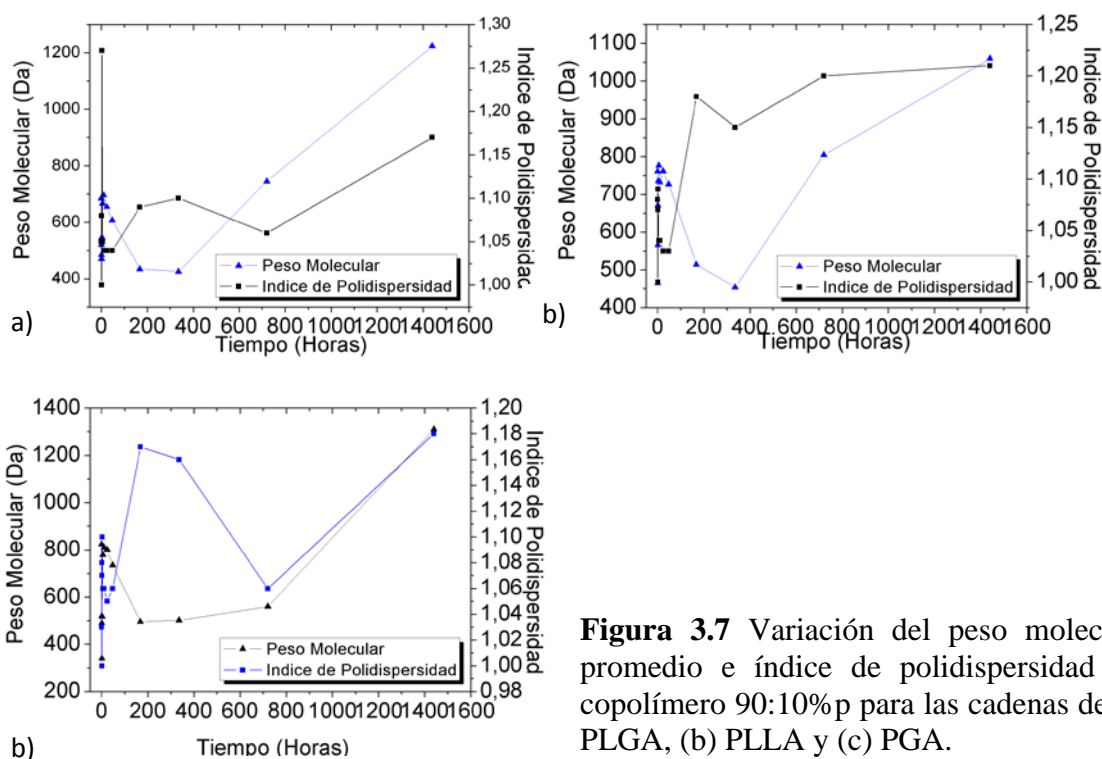 1200
1000
800
600
400
Peso Molecular (Da)
1,30
1,25
1,20
1,15
1,10
1,05
1,00
Indice de Polidispersidad
Peso Molecular
Indice de Polidispersidad
0 200 400 600 800 1000 1200 1400 1600
Tiempo (Horas)
a)
1100
1000
900
800
700
600
500
400
Peso Molecular (Da)
1,25
1,20
1,15
1,10
1,05
1,00
Indice de Polidispersidad
Peso Molecular
Indice de Polidispersidad
0 200 400 600 800 1000 1200 1400 1600
Tiempo (Horas)
b)
1400
1200
1000
800
600
400
200
Peso Molecular (Da)
1,20
1,18
1,16
1,14
1,12
1,10
1,08
1,06
1,04
1,02
1,00
0,98
Indice de Polidispersidad
Peso Molecular
Indice de Polidispersidad
0 200 400 600 800 1000 1200 1400 1600
Tiempo (Horas)
b)
Figura 3.7 Variación del peso molec
promedio e índice de polidispersidad
copolímero 90:10%p para las cadenas de
PLGA, (b) PLLA y (c) PGA.